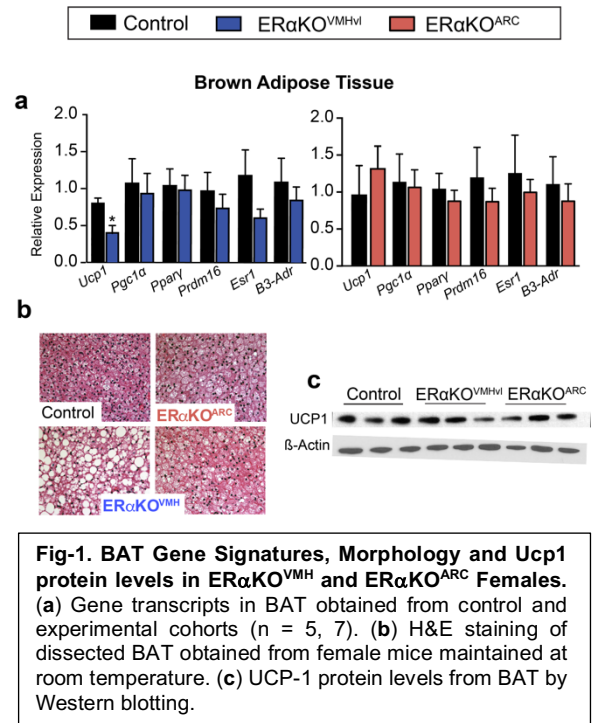 Control ERαKO^VMHvl ERαKO^ARC
Brown Adipose Tissue
a
Relative Expression
2.0
1.5
1.0
0.5
0.0
*
Ucp1 Pgc1α Pparγ Prdm16 Esr1 B3-Adr
2.0
1.5
1.0
0.5
0.0
Ucp1 Pgc1α Pparγ Prdm16 Esr1 B3-Adr
b
Control
ERαKO^ARC
ERαKO^VMH
c
Control ERαKO^VMHvl ERαKO^ARC
UCP1
ß-Actin
Fig-1. BAT Gene Signatures, Morphology and Ucp1
protein levels in ERαKO^VMH and ERαKO^ARC Females.
(a) Gene transcripts in BAT obtained from control and
experimental cohorts (n = 5, 7). (b) H&E staining of
dissected BAT obtained from female mice maintained at
room temperature. (c) UCP-1 protein levels from BAT by
Western blotting.